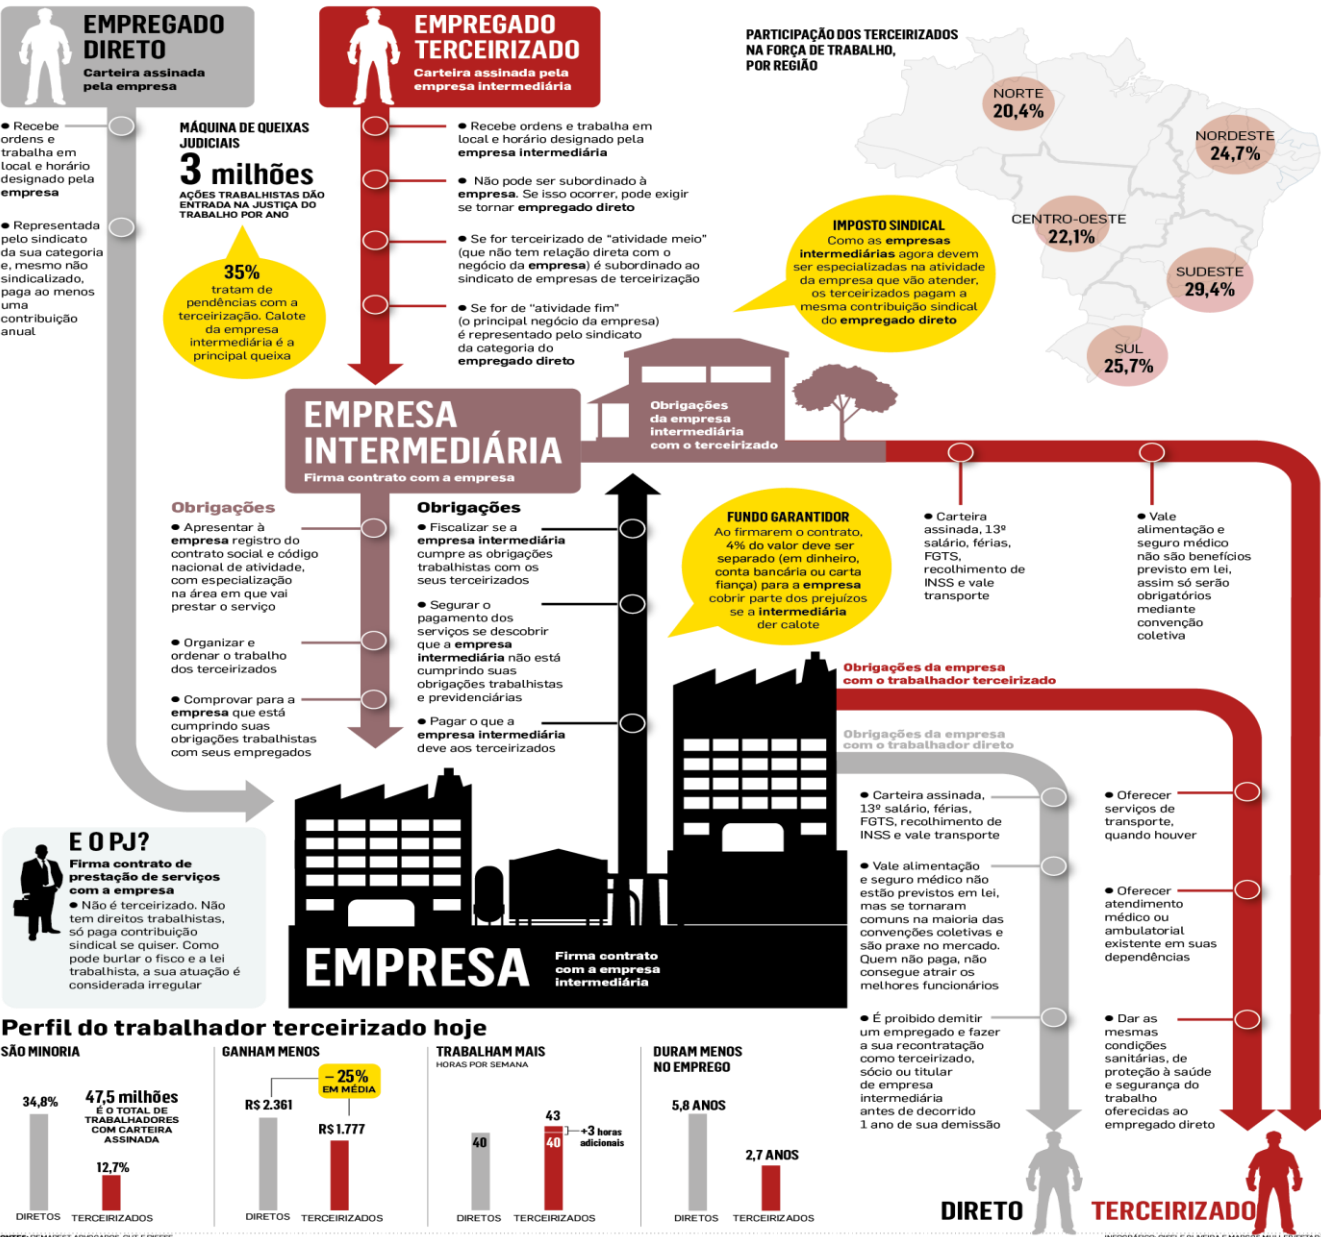 EMPREGADO
DIRETO
Carteira assinada
pela empresa
● Recebe
ordens e
trabalha em
local e horário
designado pela
empresa
● Representada
pelo sindicato
da sua categoria
e, mesmo não
sindicalizado,
paga ao menos
uma
contribuição
anual
MÁQUINA DE QUEIXAS
JUDICIAIS
3 milhões
AÇÕES TRABALHISTAS DÃO
ENTRADA NA JUSTIÇA DO
TRABALHO POR ANO
35%
tratam de
pendências com a
terceirização. Calote
da empresa
intermediária é a
principal queixa
EMPREGADO
TERCEIRIZADO
Carteira assinada pela
empresa intermediária
● Recebe ordens e trabalha em
local e horário designado pela
empresa intermediária
● Não pode ser subordinado à
empresa. Se isso ocorrer, pode exigir
se tornar empregado direto
● Se for terceirizado de “atividade meio”
(que não tem relação direta com o
negócio da empresa) é subordinado ao
sindicato de empresas de terceirização
● Se for de “atividade fim”
(o principal negócio da empresa)
é representado pelo sindicato
da categoria do
empregado direto
PARTICIPAÇÃO DOS TERCEIRIZADOS
NA FORÇA DE TRABALHO,
POR REGIÃO
NORTE
20,4%
NORDESTE
24,7%
CENTRO-OESTE
22,1%
SUDESTE
29,4%
SUL
25,7%
IMPOSTO SINDICAL
Como as empresas
intermediárias agora devem
ser especializadas na atividade
da empresa que vão atender,
os terceirizados pagam a
mesma contribuição sindical
do empregado direto
EMPRESA
INTERMEDIÁRIA
Firma contrato com a empresa
Obrigações
da empresa
intermediária
com o terceirizado
● Carteira
assinada, 13º
salário, férias,
FGTS,
recolhimento de
INSS e vale
transporte
● Vale
alimentação e
seguro médico
não são benefícios
previsto em lei,
assim só serão
obrigatórios
mediante
convenção
coletiva
Obrigações
● Apresentar à
empresa registro do
contrato social e código
nacional de atividade,
com especialização
na área em que vai
prestar o serviço
● Organizar e
ordenar o trabalho
dos terceirizados
● Comprovar para a
empresa que está
cumprindo suas
obrigações trabalhistas
com seus empregados
Obrigações
● Fiscalizar se a
empresa intermediária
cumpre as obrigações
trabalhistas com os
seus terceirizados
● Segurar o
pagamento dos
serviços se descobrir
que a empresa
intermediária não está
cumprindo suas
obrigações trabalhistas
e previdenciárias
● Pagar o que a
empresa intermediária
deve aos terceirizados
FUNDO GARANTIDOR
Ao firmarem o contrato,
4% do valor deve ser
separado (em dinheiro,
conta bancária ou carta
fiança) para a empresa
cobrir parte dos prejuízos
se a intermediária
der calote
Obrigações da empresa
com o trabalhador terceirizado
Obrigações da empresa
com o trabalhador direto
● Carteira assinada,
13º salário, férias,
FGTS, recolhimento de
INSS e vale transporte
● Vale alimentação
e seguro médico não
estão previstos em lei,
mas se tornaram
comuns na maioria das
convenções coletivas e
são praxe no mercado.
Quem não paga, não
consegue atrair os
melhores funcionários
● É proibido demitir
um empregado e fazer
a sua recontratação
como terceirizado,
sócio ou titular
de empresa
intermediária
antes de decorrido
1 ano de sua demissão
● Oferecer
serviços de
transporte,
quando houver
● Oferecer
atendimento
médico ou
ambulatorial
existente em suas
dependências
● Dar as
mesmas
condições
sanitárias, de
proteção à saúde
e segurança do
trabalho
oferecidas ao
empregado direto
DIRETO
TERCEIRIZADO
E O PJ?
Firma contrato de
prestação de serviços
com a empresa
● Não é terceirizado. Não
tem direitos trabalhistas,
só paga contribuição
sindical se quiser. Como
pode burlar o fisco e a lei
trabalhista, a sua atuação é
considerada irregular
EMPRESA
Firma contrato
com a empresa
intermediária
Perfil do trabalhador terceirizado hoje
SÃO MINORIA
34,8%
47,5 milhões
É O TOTAL DE
TRABALHADORES
COM CARTEIRA
ASSINADA
12,7%
DIRETOS TERCEIRIZADOS
GANHAM MENOS
– 25%
EM MÉDIA
R$ 2.361
R$ 1.777
DIRETOS TERCEIRIZADOS
TRABALHAM MAIS
HORAS POR SEMANA
40
43
40
+3 horas
adicionais
DIRETOS TERCEIRIZADOS
DURAM MENOS
NO EMPREGO
5,8 ANOS
2,7 ANOS
DIRETOS TERCEIRIZADOS